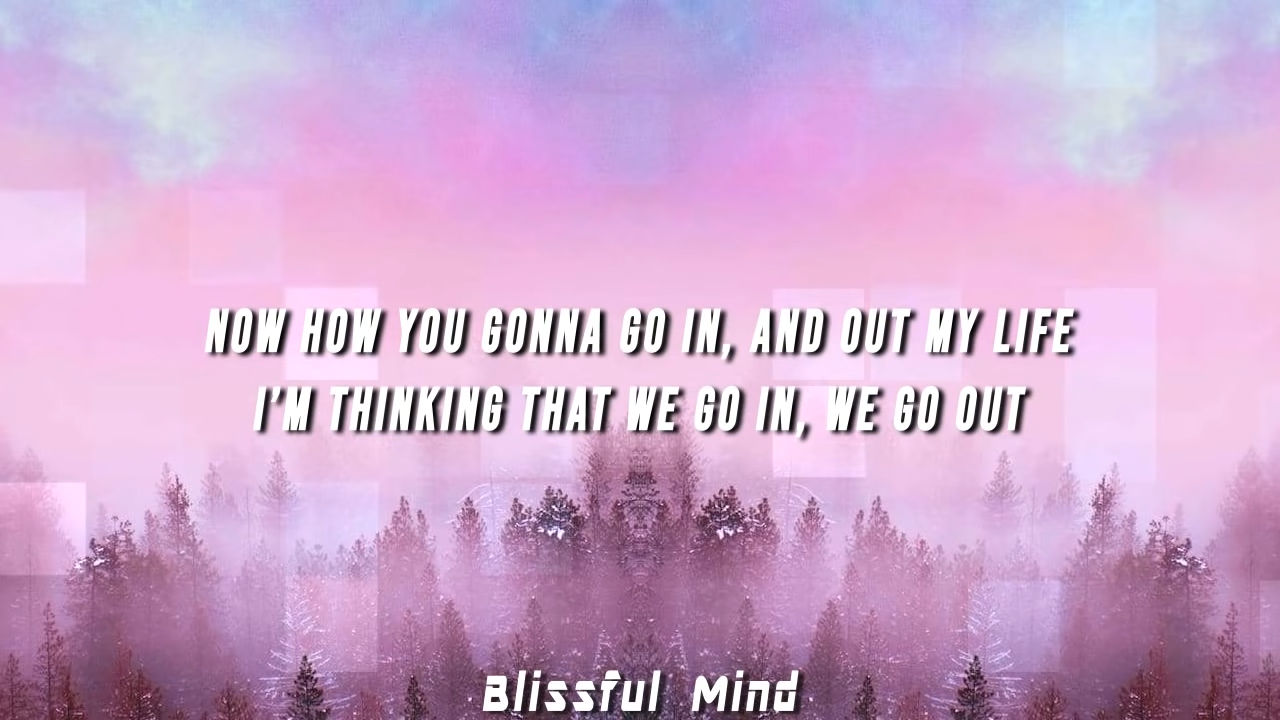 NOW HOW YOU GONNA GO IN, AND OUT MY LIFE
I'M THINKING THAT WE GO IN, WE GO OUT
Blissful Mind